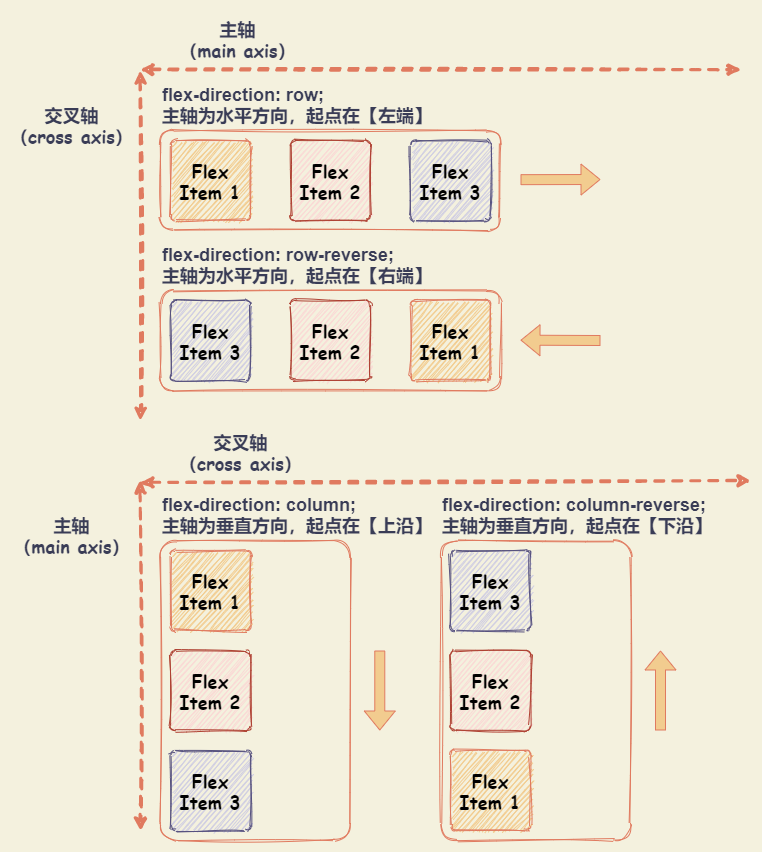 主轴
(main axis)
交叉轴
(cross axis)
flex-direction: row;
主轴为水平方向，起点在【左端】
Flex
Item 1
Flex
Item 2
Flex
Item 3
flex-direction: row-reverse;
主轴为水平方向，起点在【右端】
Flex
Item 3
Flex
Item 2
Flex
Item 1
交叉轴
(cross axis)
主轴
(main axis)
flex-direction: column;
主轴为垂直方向，起点在【上沿】
Flex
Item 1
Flex
Item 2
Flex
Item 3
flex-direction: column-reverse;
主轴为垂直方向，起点在【下沿】
Flex
Item 3
Flex
Item 2
Flex
Item 1